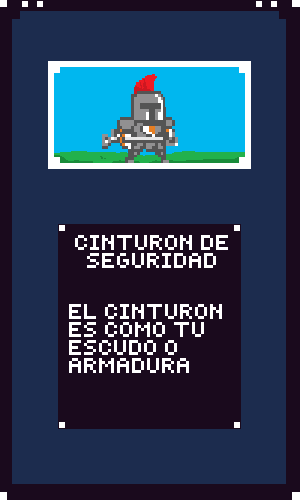 CINTURON DE
SEGURIDAD
EL CINTURON
ES COMO TU
ESCUDO O
ARMADURA